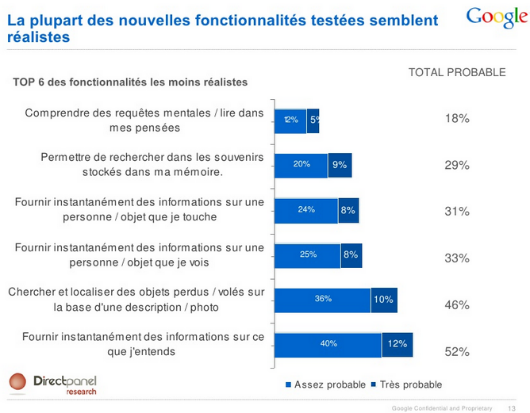 La plupart des nouvelles fonctionnalités testées semblent
réalistes
Google
TOP 6 des fonctionnalités les moins réalistes
TOTAL PROBABLE
Comprendre des requêtes mentales / lire dans
mes pensées
12% 5% 18%
Permettre de rechercher dans les souvenirs
stockés dans ma mémoire.
20% 9% 29%
Fournir instantanément des informations sur une
personne / objet que je touche
24% 8% 31%
Fournir instantanément des informations sur une
personne / objet que je vois
25% 8% 33%
Chercher et localiser des objets perdus / volés sur
la base d'une description / photo
36% 10% 46%
Fournir instantanément des informations sur ce
que j'entends
40% 12% 52%
Assez probable Très probable
Directpanel
research
Google Confidential and Proprietary 13